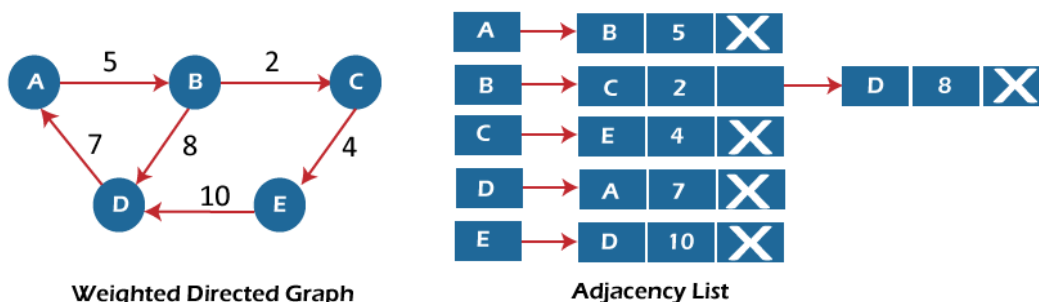 A 5 B 2 C
7 8 4
D 10 E
Weighted Directed Graph
A B 5 X
B C 2 D 8 X
C E 4 X
D A 7 X
E D 10 X
Adjacency List